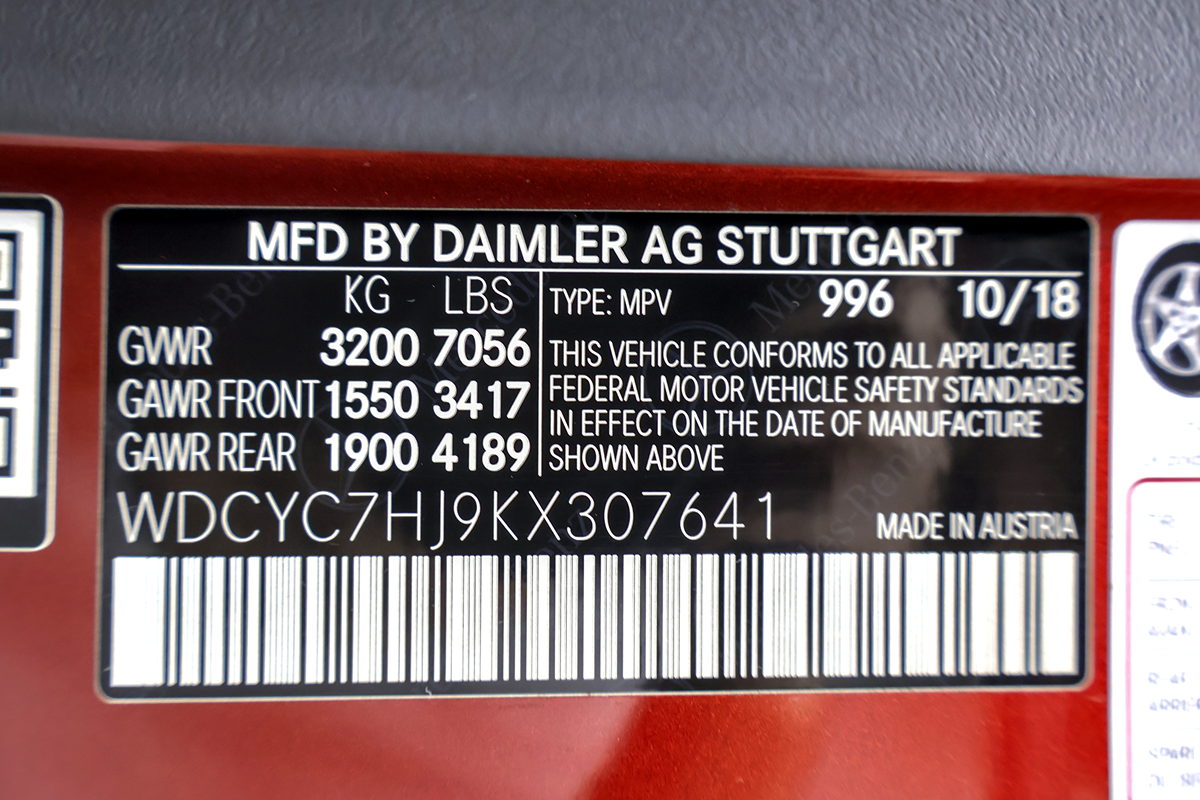 MFD BY DAIMLER AG STUTTGART
KG LBS
GVWR 3200 7056
GAWR FRONT 1550 3417
GAWR REAR 1900 4189
TYPE: MPV 996 10/18
THIS VEHICLE CONFORMS TO ALL APPLICABLE
FEDERAL MOTOR VEHICLE SAFETY STANDARDS
IN EFFECT ON THE DATE OF MANUFACTURE
SHOWN ABOVE
WDCYC7HJ9KX307641
MADE IN AUSTRIA